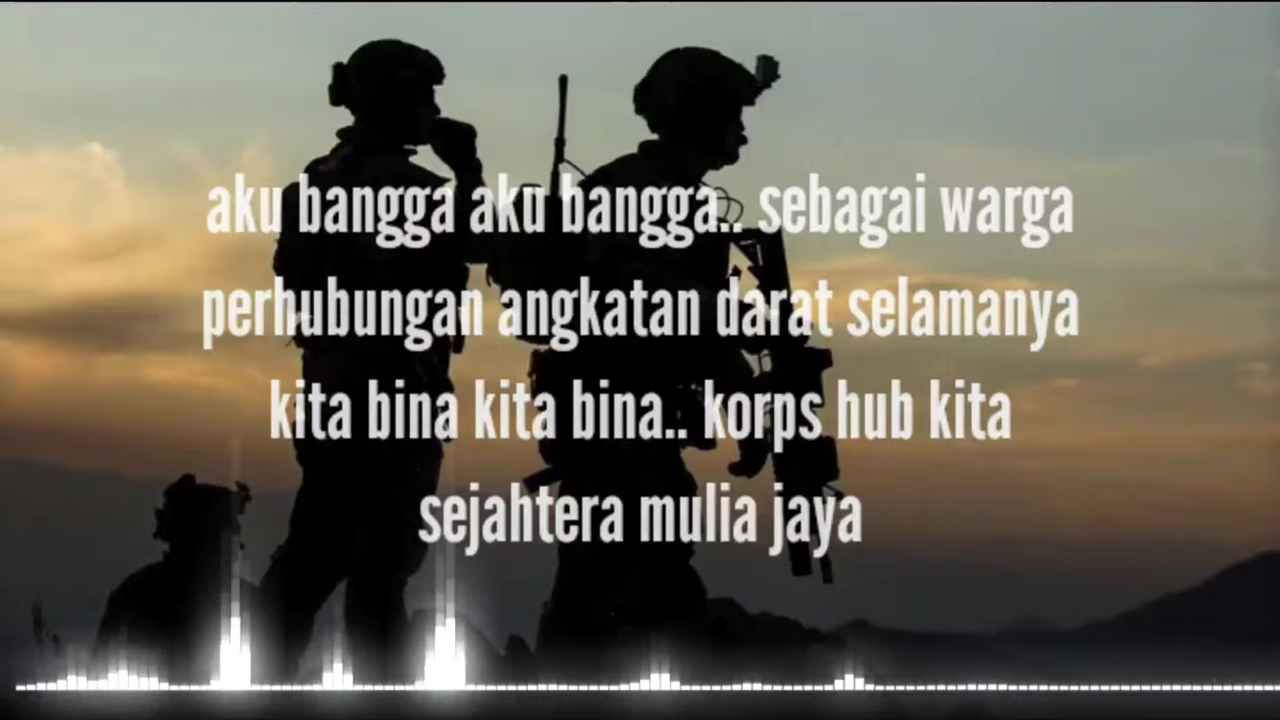 aku bangga aku bangga.. sebagai warga
perhubungan angkatan darat selamanya
kita bina kita bina.. korps hub kita
sejahtera mulia jaya